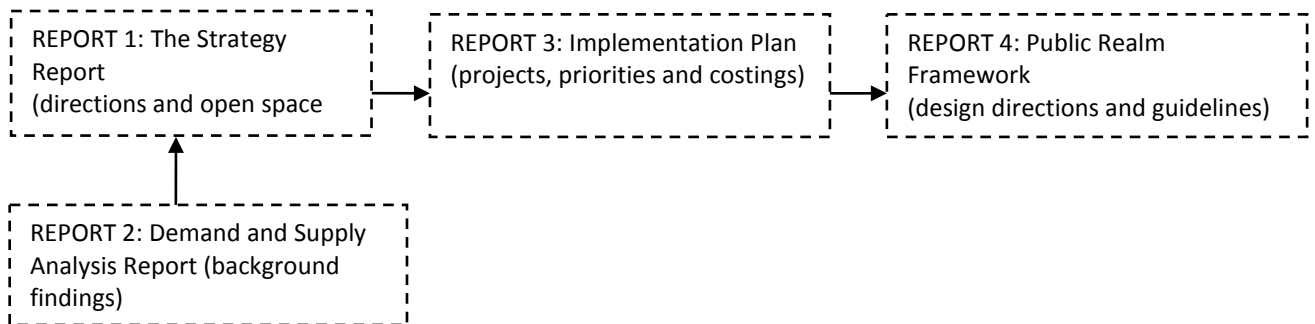 REPORT 1: The Strategy
Report
(directions and open space
REPORT 3: Implementation Plan
(projects, priorities and costings)
REPORT 4: Public Realm
Framework
(design directions and guidelines)
REPORT 2: Demand and Supply
Analysis Report (background
findings)